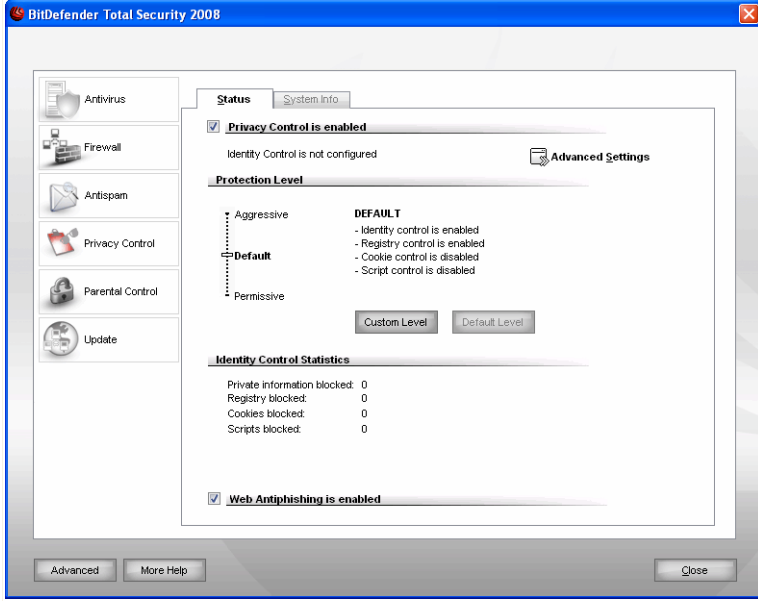 BitDefender Total Security 2008
Antivirus
Firewall
Antispam
Privacy Control
Parental Control
Update
Status System Info
Privacy Control is enabled
Identity Control is not configured
Advanced Settings
Protection Level
Aggressive
Default
Permissive
DEFAULT
- Identity control is enabled
- Registry control is enabled
- Cookie control is disabled
- Script control is disabled
Custom Level Default Level
Identity Control Statistics
Private information blocked: 0
Registry blocked: 0
Cookies blocked: 0
Scripts blocked: 0
Web Antiphishing is enabled
Advanced More Help Close